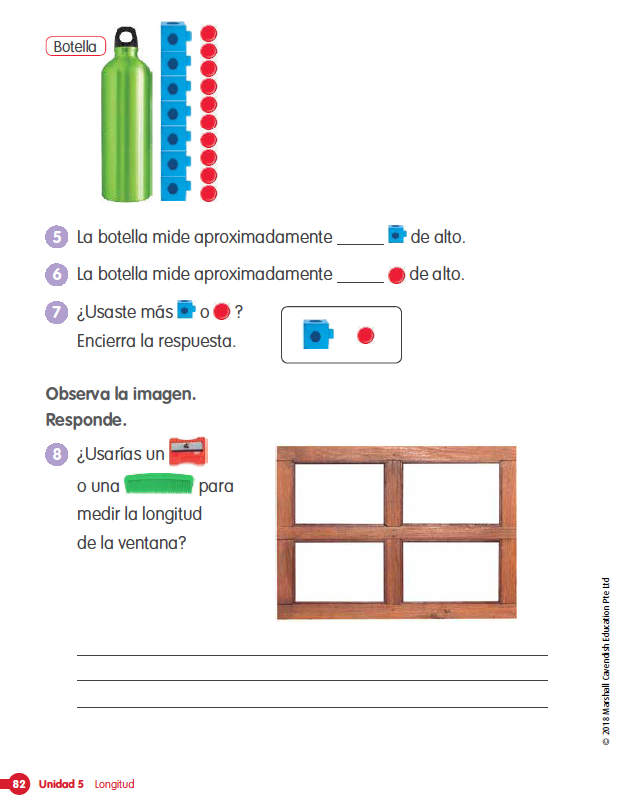 Botella
5 La botella mide aproximadamente _____ de alto.
6 La botella mide aproximadamente _____ de alto.
7 ¿Usaste más o ?
Encierra la respuesta.
Observa la imagen.
Responde.
8 ¿Usarías un
o una para
medir la longitud
de la ventana?
© 2018 Marshall Cavendish Education Pte Ltd
82 Unidad 5 Longitud